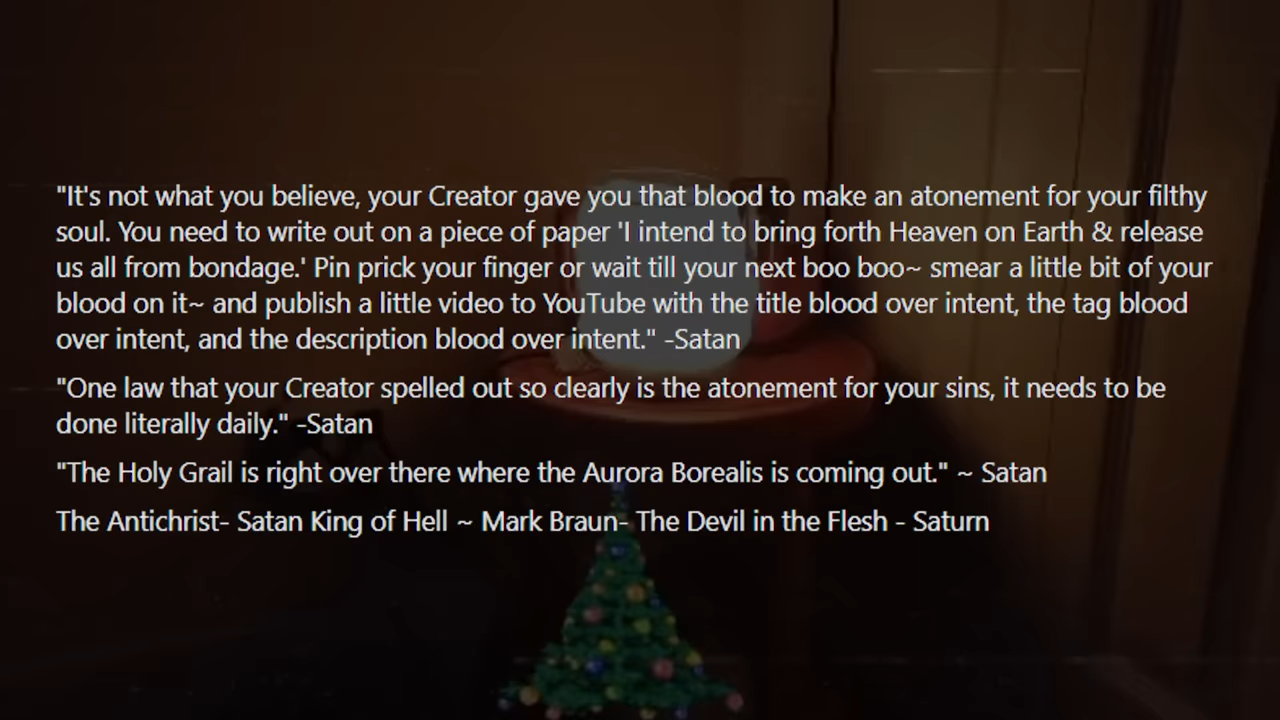 "It's not what you believe, your Creator gave you that blood to make an atonement for your filthy
soul. You need to write out on a piece of paper 'I intend to bring forth Heaven on Earth & release
us all from bondage.' Pin prick your finger or wait till your next boo boo~ smear a little bit of your
blood on it~ and publish a little video to YouTube with the title blood over intent, the tag blood
over intent, and the description blood over intent." -Satan
"One law that your Creator spelled out so clearly is the atonement for your sins, it needs to be
done literally daily." -Satan
"The Holy Grail is right over there where the Aurora Borealis is coming out." ~ Satan
The Antichrist- Satan King of Hell ~ Mark Braun- The Devil in the Flesh - Saturn